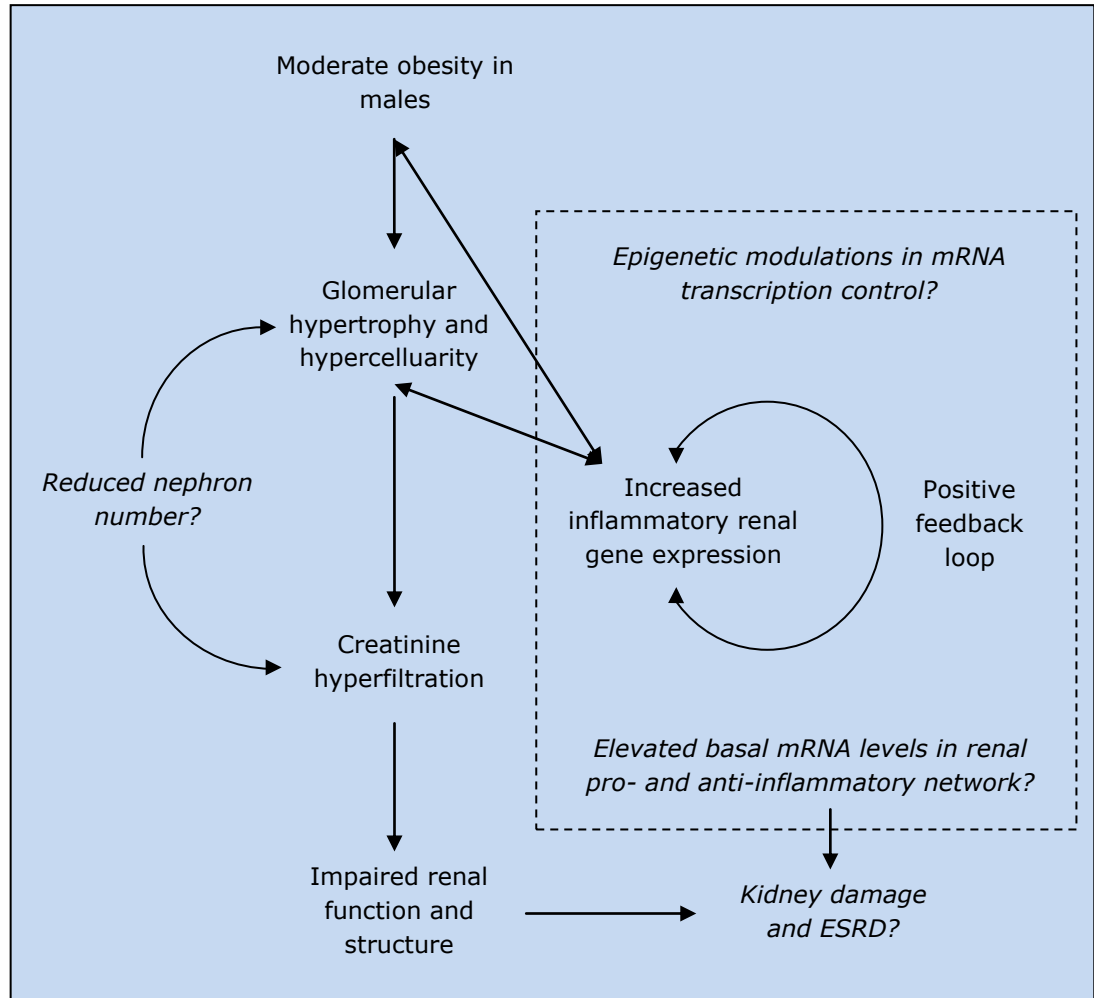 Moderate obesity in
males
Epigenetic modulations in mRNA
transcription control?
Glomerular
hypertrophy and
hypercelluarity
Reduced nephron
number?
Increased
inflammatory renal
gene expression
Positive
feedback
loop
Creatinine
hyperfiltration
Elevated basal mRNA levels in renal
pro- and anti-inflammatory network?
Impaired renal
function and
structure
Kidney damage
and ESRD?